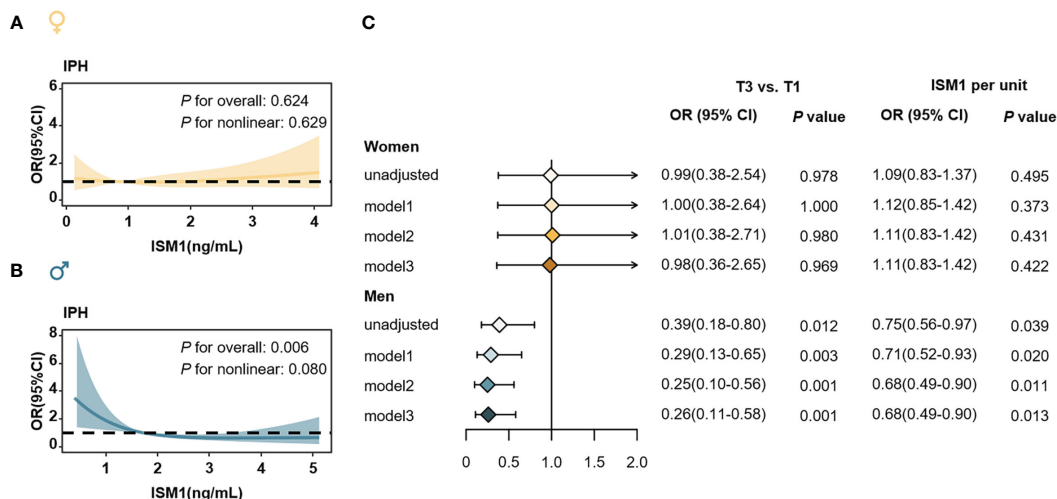 A ♀
IPH
P for overall: 0.624
P for nonlinear: 0.629
OR(95%CI)
6
4
2
0
0 1 2 3 4
ISM1(ng/mL)
B ♂
IPH
P for overall: 0.006
P for nonlinear: 0.080
OR(95%CI)
8
6
4
2
0
1 2 3 4 5
ISM1(ng/mL)
C
T3 vs. T1 ISM1 per unit
OR (95% CI) P value OR (95% CI) P value
Women
unadjusted 0.99(0.38-2.54) 0.978 1.09(0.83-1.37) 0.495
model1 1.00(0.38-2.64) 1.000 1.12(0.85-1.42) 0.373
model2 1.01(0.38-2.71) 0.980 1.11(0.83-1.42) 0.431
model3 0.98(0.36-2.65) 0.969 1.11(0.83-1.42) 0.422
Men
unadjusted 0.39(0.18-0.80) 0.012 0.75(0.56-0.97) 0.039
model1 0.29(0.13-0.65) 0.003 0.71(0.52-0.93) 0.020
model2 0.25(0.10-0.56) 0.001 0.68(0.49-0.90) 0.011
model3 0.26(0.11-0.58) 0.001 0.68(0.49-0.90) 0.013
0 0.5 1.0 1.5 2.0